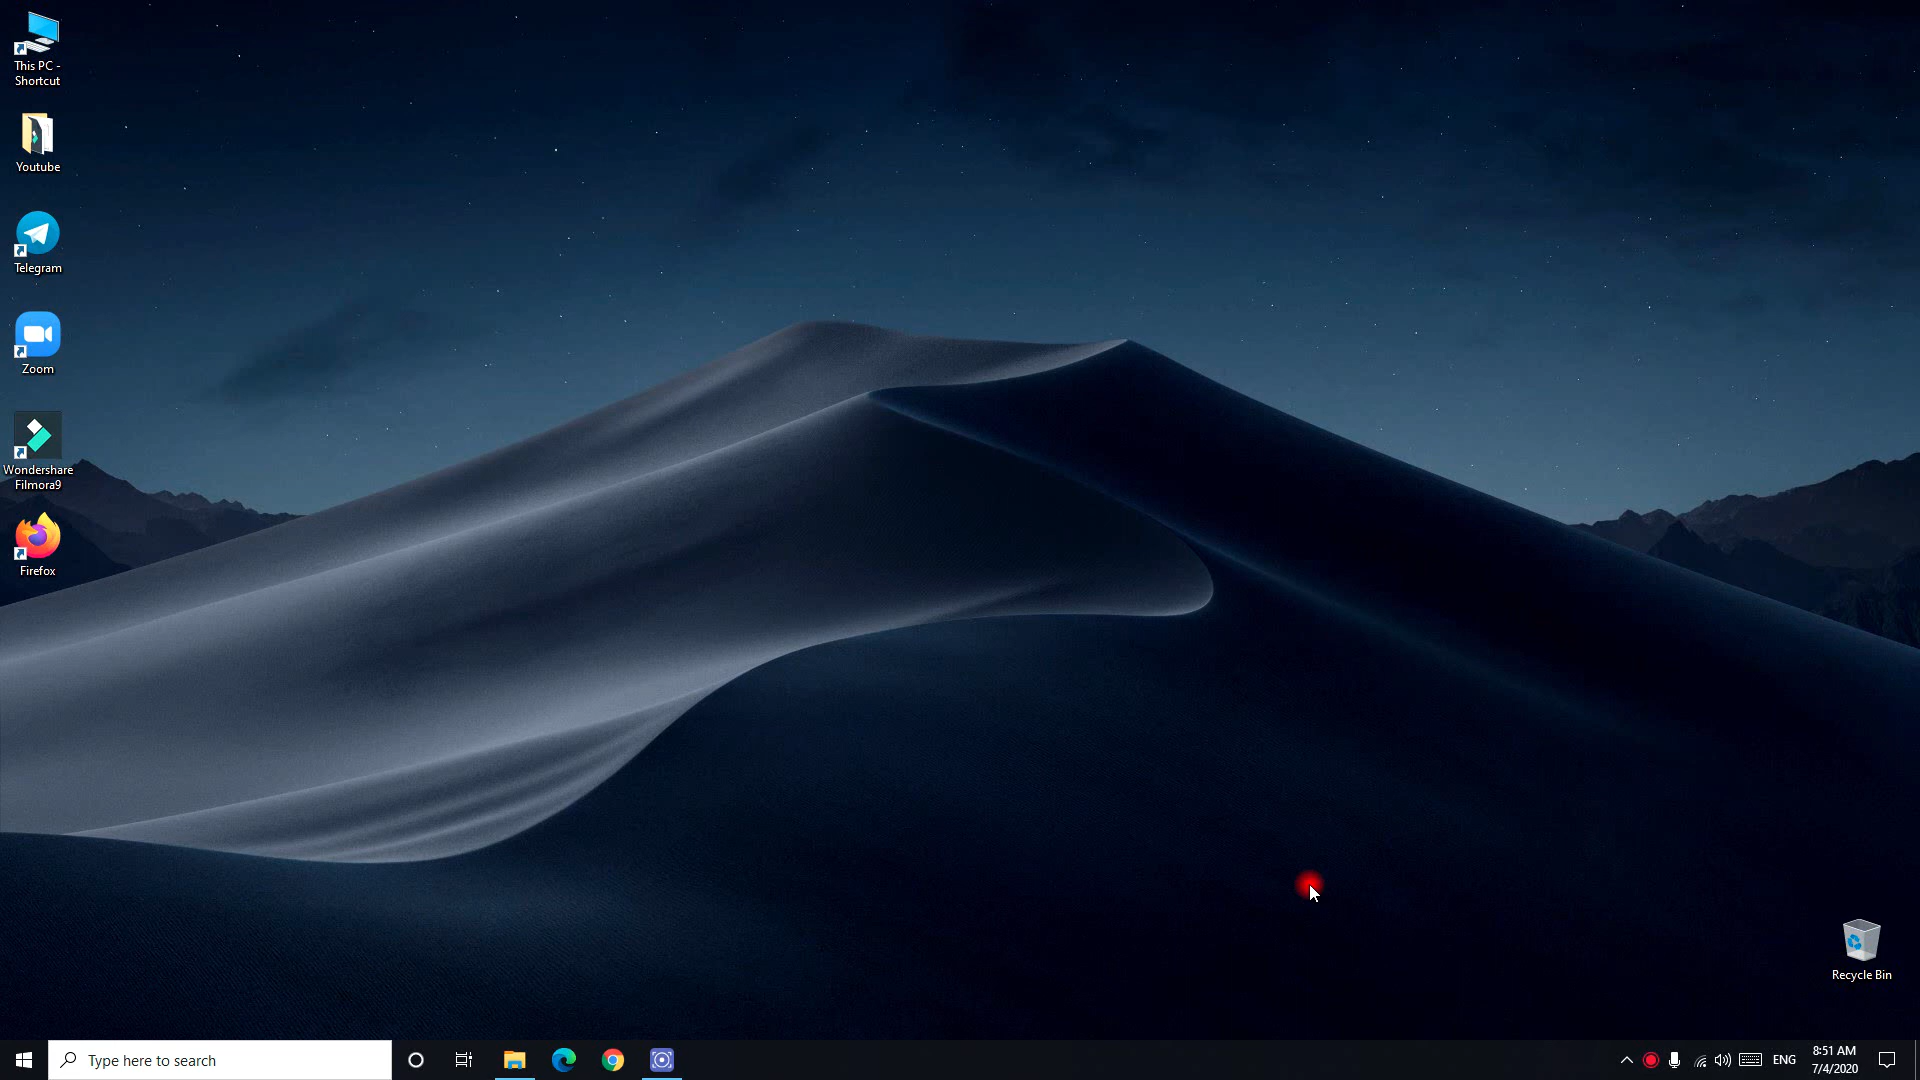 This PC -
Shortcut
Youtube
Telegram
Zoom
Wondershare
Filmora9
Firefox
Recycle Bin
Type here to search
ENG
8:51 AM
7/4/2020